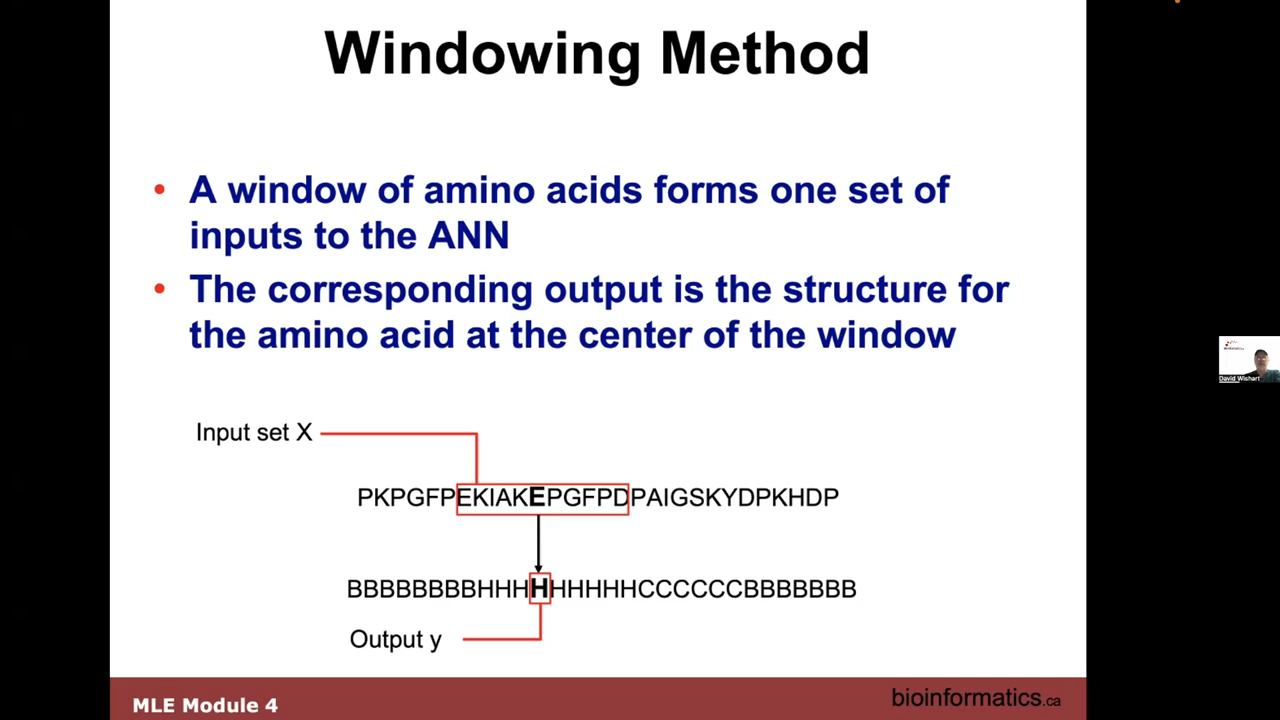 Windowing Method
• A window of amino acids forms one set of
inputs to the ANN
• The corresponding output is the structure for
the amino acid at the center of the window
Input set X
PKPGFPEKIAKEPGFPDPAIGSKYDPKHDP
BBBBBBBBHHHHHHHHHCCCCCCBBBBBBB
Output y
MLE Module 4
bioinformatics.ca
David Wishart